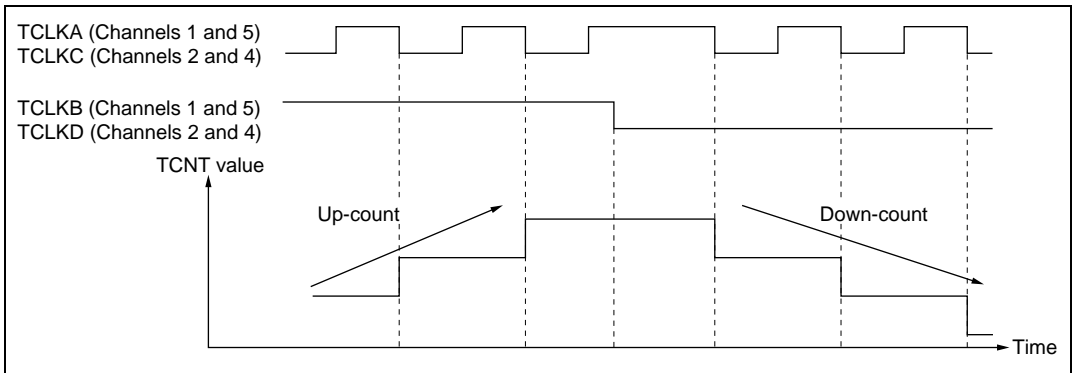 TCLKA (Channels 1 and 5)
TCLKC (Channels 2 and 4)
TCLKB (Channels 1 and 5)
TCLKD (Channels 2 and 4)
TCNT value
Up-count
Down-count
Time